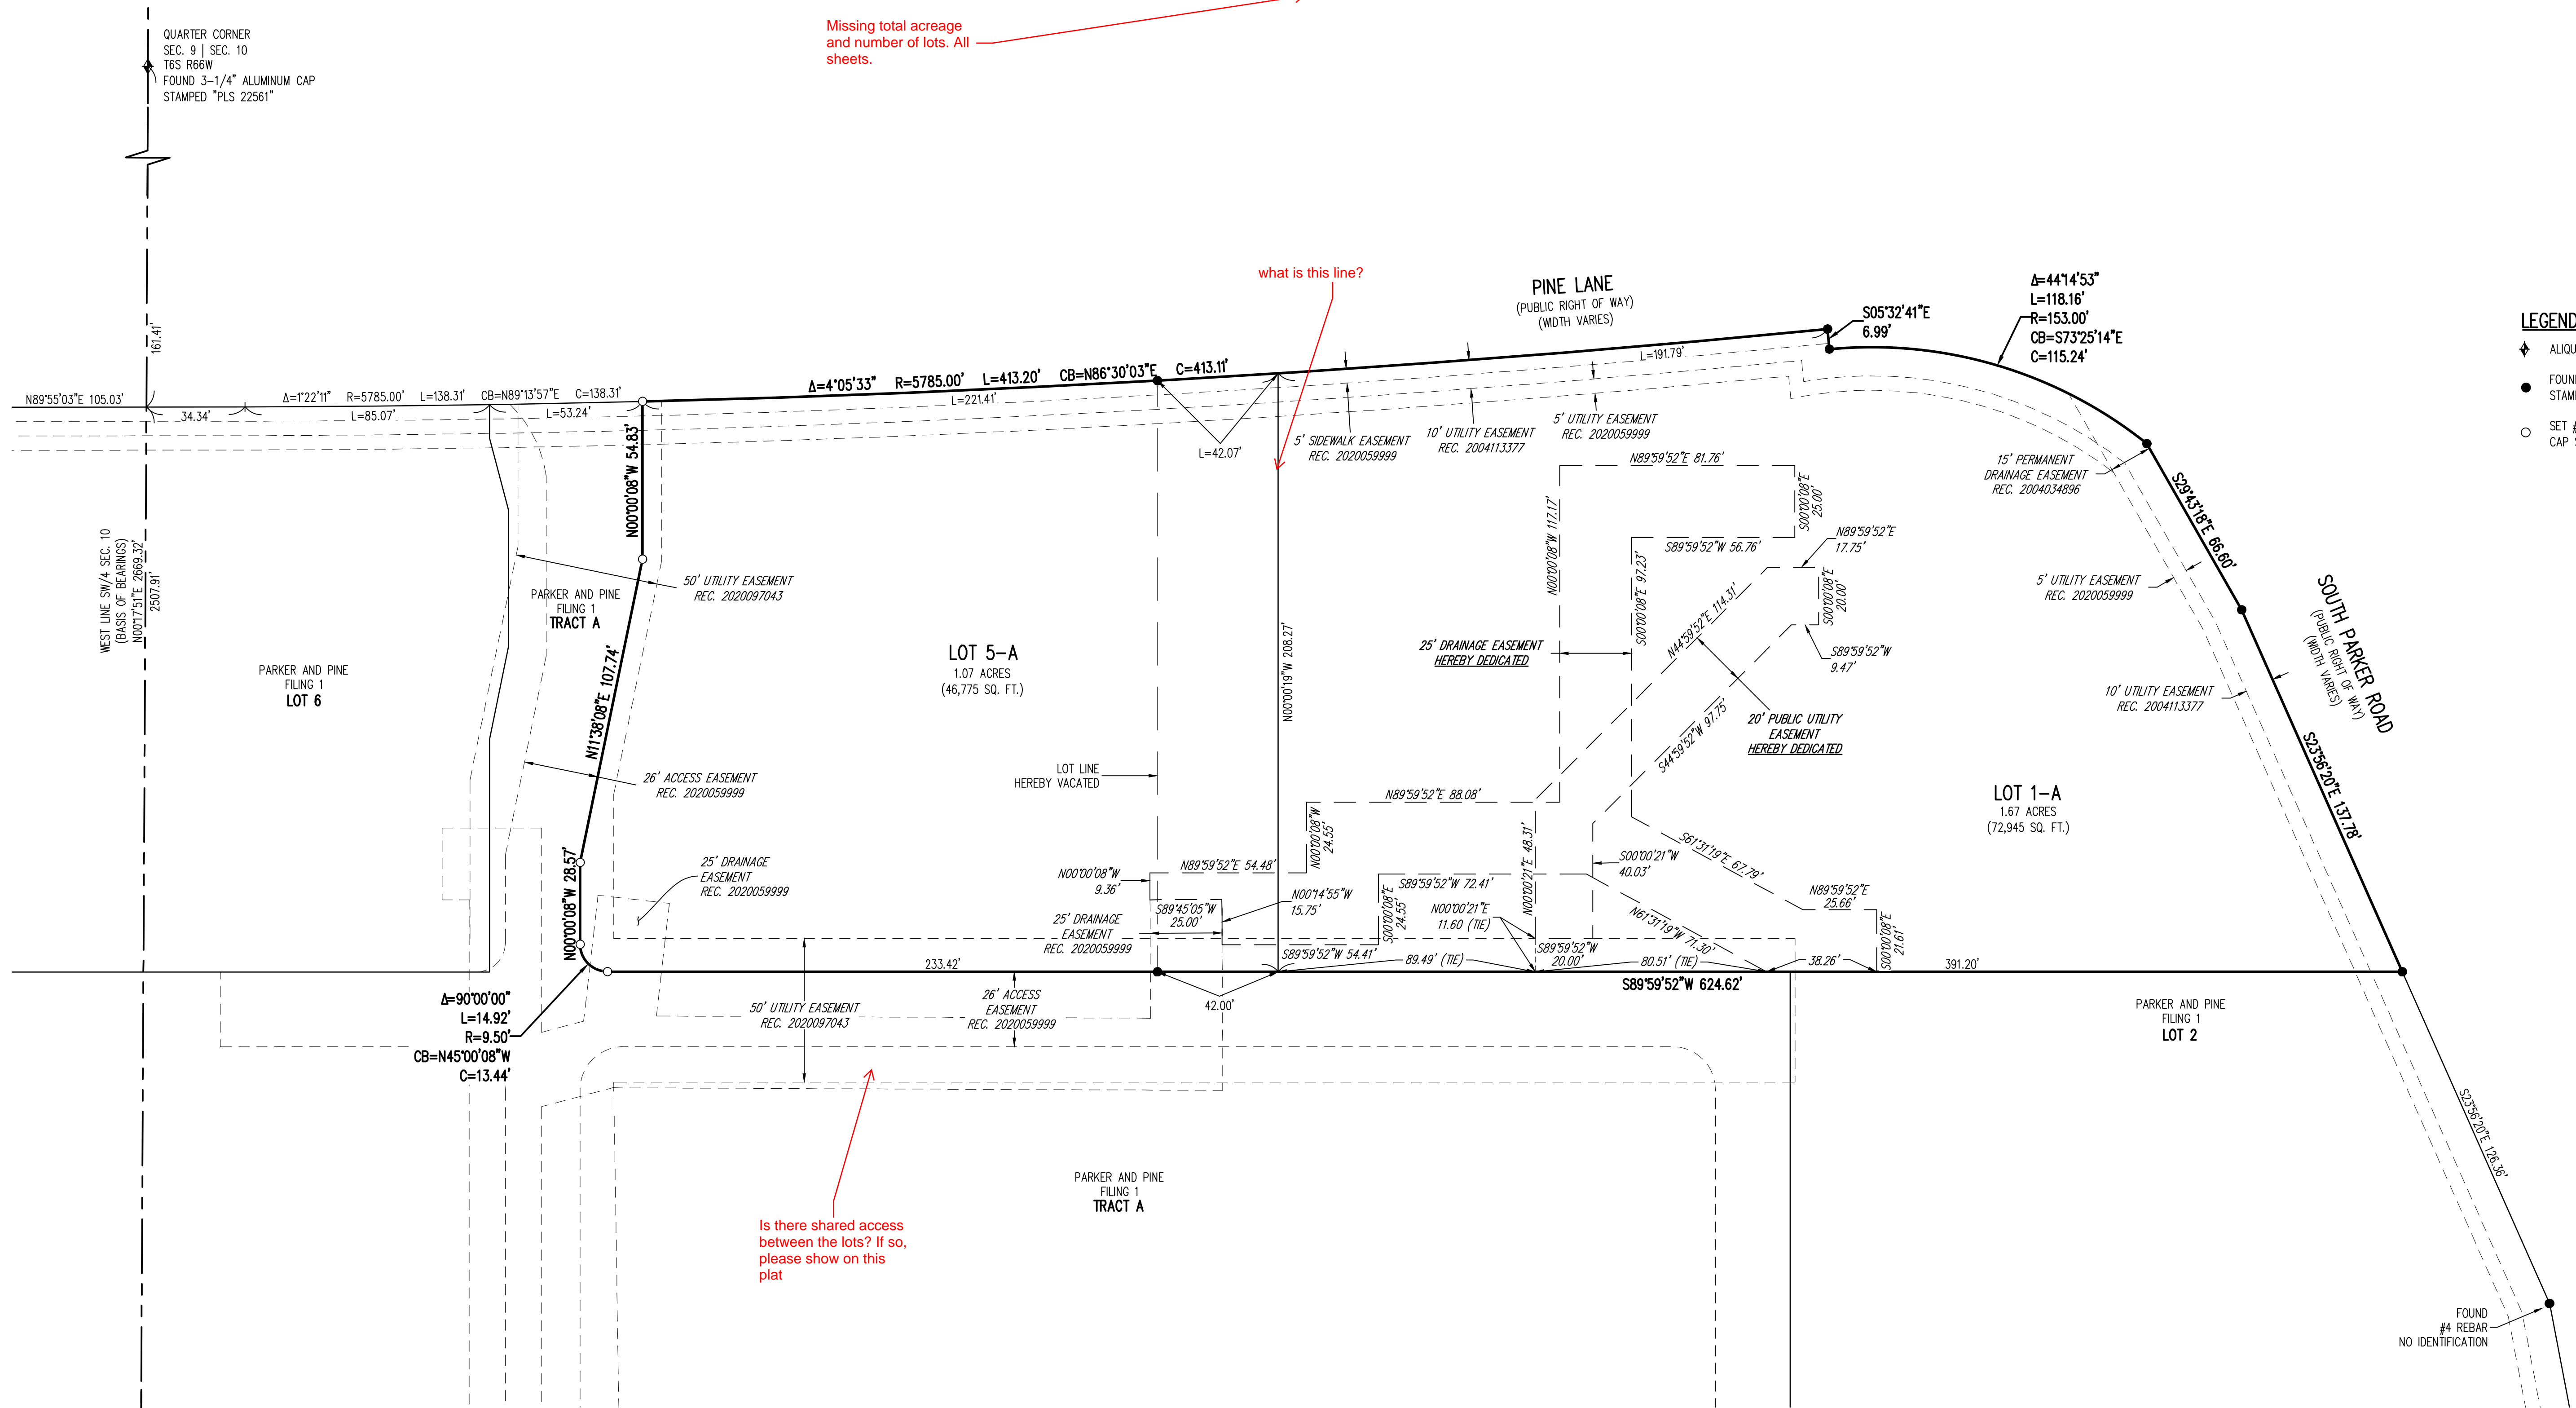 Missing total acreage
and number of lots. All
sheets.
QUARTER CORNER
SEC. 9 | SEC. 10
T6S R66W
FOUND 3-1/4" ALUMINUM CAP
STAMPED "PLS 22561"
what is this line?
PINE LANE
(PUBLIC RIGHT OF WAY)
(WIDTH VARIES)
S05°32'41"E
6.99'
Δ=44°14'53"
L=118.16'
R=153.00'
CB=S73°25'14"E
C=115.24'
LEGEND
ALIQU
FOUN
STAM
SET #
CAP S
161.41'
N89°55'03"E 105.03'
34.34'
Δ=1°22'11" R=5785.00' L=138.31' CB=N89°13'57"E C=138.31'
L=85.07'
L=53.24'
Δ=4°05'33" R=5785.00' L=413.20' CB=N86°30'03"E C=413.11'
L=221.41'
L=42.07'
L=191.79'
5' SIDEWALK EASEMENT
REC. 2020059999
10' UTILITY EASEMENT
REC. 2004113377
5' UTILITY EASEMENT
REC. 2020059999
15' PERMANENT
DRAINAGE EASEMENT
REC. 2004034896
S29°43'18"E 66.60'
WEST LINE SW/4 SEC. 10
(BASIS OF BEARINGS)
N00°17'51"E 2669.32'
2507.91'
N00°00'08"W 54.83'
50' UTILITY EASEMENT
REC. 2020097043
PARKER AND PINE
FILING 1
TRACT A
PARKER AND PINE
FILING 1
LOT 6
N11°38'08"E 107.74'
LOT 5-A
1.07 ACRES
(46,775 SQ. FT.)
26' ACCESS EASEMENT
REC. 2020059999
LOT LINE
HEREBY VACATED
N00°00'19"W 208.27'
N89°59'52"E 81.76'
N00°00'08"W 117.17'
S00°00'08"E
25.00'
S89°59'52"W 56.76'
S00°00'08"E 97.23'
N89°59'52"E
17.75'
S00°00'08"E
20.00'
N44°59'52"E 114.31'
S89°59'52"W
9.47'
25' DRAINAGE EASEMENT
HEREBY DEDICATED
S44°59'52"W 97.75'
20' PUBLIC UTILITY
EASEMENT
HEREBY DEDICATED
5' UTILITY EASEMENT
REC. 2020059999
10' UTILITY EASEMENT
REC. 2004113377
SOUTH PARKER ROAD
(PUBLIC RIGHT OF WAY)
(WIDTH VARIES)
S23°56'20"E 137.78'
LOT 1-A
1.67 ACRES
(72,945 SQ. FT.)
N89°59'52"E 88.08'
N00°00'08"W
24.55'
N89°59'52"E 54.48'
N00°00'08"W
9.36'
S89°45'05"W
25.00'
N00°14'55"W
15.75'
25' DRAINAGE
EASEMENT
REC. 2020059999
S89°59'52"W 72.41'
S00°00'08"E
24.55'
S89°59'52"W 54.41'
N00°00'21"E
11.60 (TIE)
N00°00'21"E 48.31'
S00°00'21"W
40.03'
S89°59'52"W
20.00'
S61°31'19"E 67.79'
N61°31'19"W 71.30'
N89°59'52"E
25.66'
S00°00'08"E
21.61'
25' DRAINAGE
EASEMENT
REC. 2020059999
N00°00'08"W 28.57'
233.42'
42.00'
89.49' (TIE)
80.51' (TIE)
38.26'
391.20'
S89°59'52"W 624.62'
Δ=90°00'00"
L=14.92'
R=9.50'
CB=N45°00'08"W
C=13.44'
50' UTILITY EASEMENT
REC. 2020097043
26' ACCESS
EASEMENT
REC. 2020059999
PARKER AND PINE
FILING 1
LOT 2
PARKER AND PINE
FILING 1
TRACT A
Is there shared access
between the lots? If so,
please show on this
plat
S23°56'20"E 126.36'
FOUND
#4 REBAR
NO IDENTIFICATION